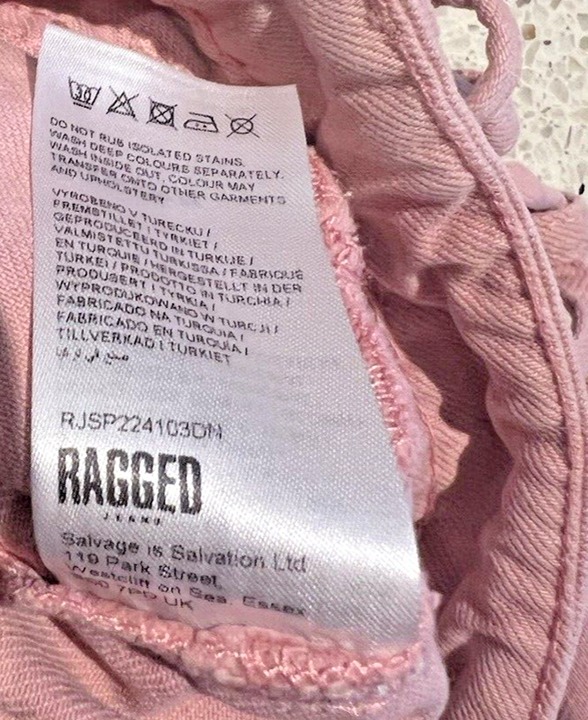 30
DO NOT RUB ISOLATED STAINS.
WASH DEEP COLOURS SEPARATELY.
WASH INSIDE OUT, COLOUR MAY
TRANSFER ONTO OTHER GARMENTS
AND UPHOLSTERY
VYROBENO V TURECKU /
FREMSTILLET I TYRKIET /
GEPRODUCEERD IN TURKIJE /
VALMISTETTU TURKISSA / FABRIQUÉ
EN TURQUIE / HERGESTELLT IN DER
TÜRKEI / PRODOTTO IN TURCHIA /
PRODUSERT I TYRKIA /
WYPRODUKOWANO W TURCJI /
FABRICADO NA TURQUIA /
FABRICADO EN TURQUIA /
TILLVERKAD I TURKIET
RJSP224103DN
RAGGED
JEANS
Salvage is Salvation Ltd
119 Park Street,
Westcliff on Sea, Essex
7PD UK